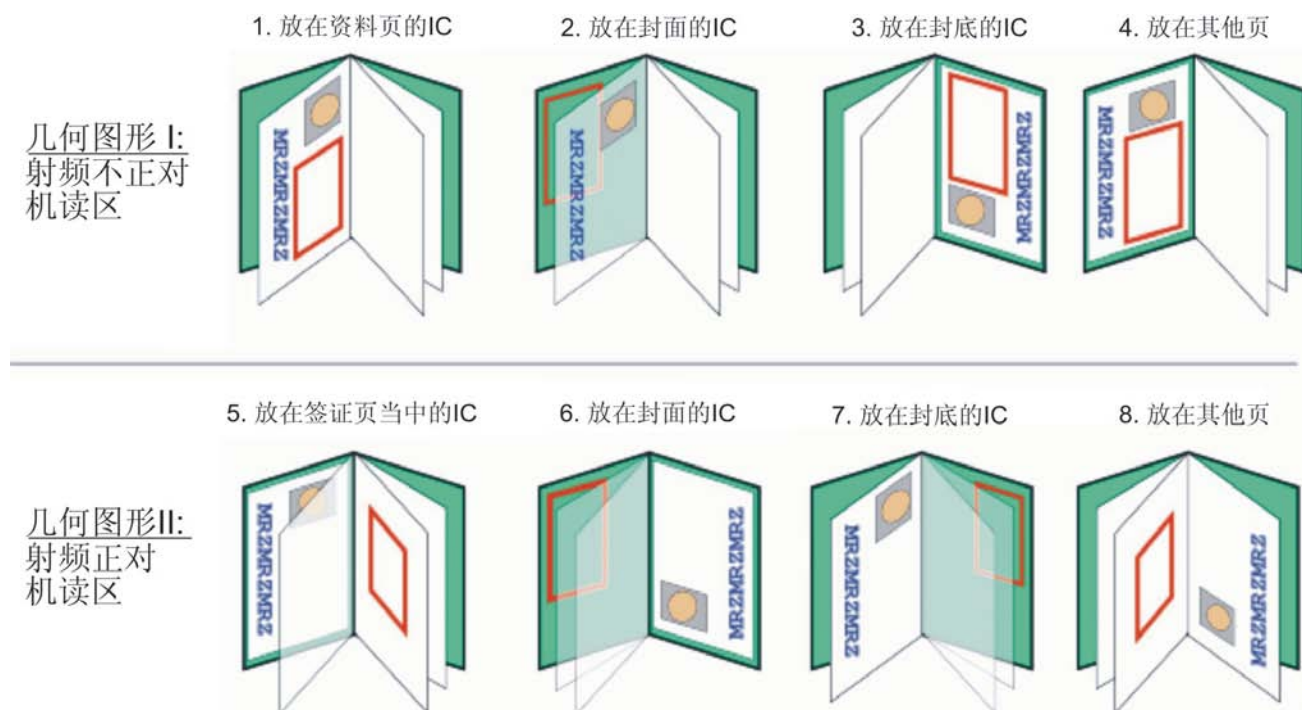 1. 放在资料页的IC
2. 放在封面的IC
3. 放在封底的IC
4. 放在其他页
几何图形 I:
射频不正对
机读区
MRZMRZMRZ
MRZMRZMRZ
MRZMRZMRZ
MRZMRZMRZ
5. 放在签证页当中的IC
6. 放在封面的IC
7. 放在封底的IC
8. 放在其他页
几何图形II:
射频正对
机读区
MRZMRZMRZ
MRZMRZMRZ
MRZMRZMRZ
MRZMRZMRZ